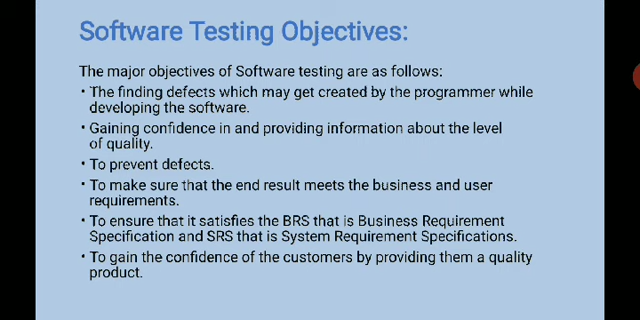 Software Testing Objectives:
The major objectives of Software testing are as follows:
• The finding defects which may get created by the programmer while
developing the software.
• Gaining confidence in and providing information about the level
of quality.
• To prevent defects.
• To make sure that the end result meets the business and user
requirements.
• To ensure that it satisfies the BRS that is Business Requirement
Specification and SRS that is System Requirement Specifications.
• To gain the confidence of the customers by providing them a quality
product.